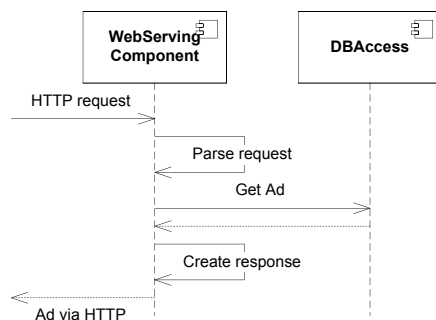 WebServing
Component
DBAccess
HTTP request
Parse request
Get Ad
Create response
Ad via HTTP